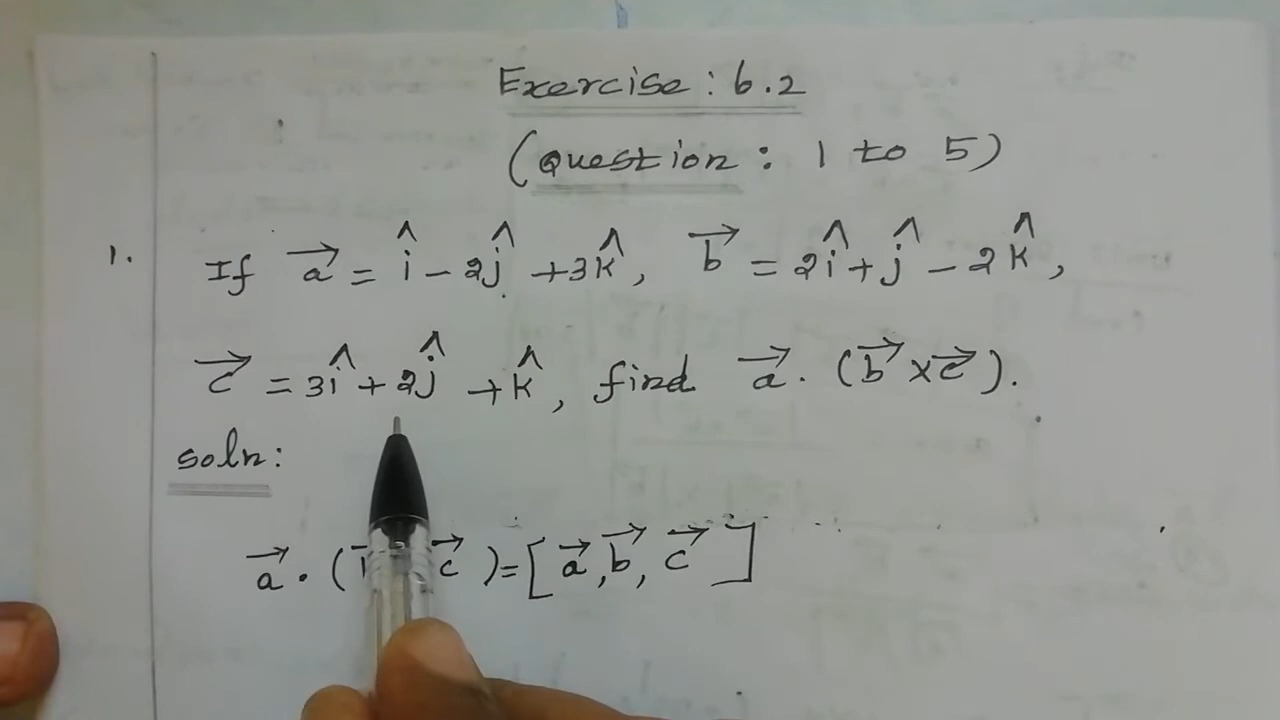 Exercise: 6.2
(Question: 1 to 5)
1. If a⃗ = î - 2ĵ + 3k̂, b⃗ = 2î + ĵ - 2k̂,
c⃗ = 3î + 2ĵ + k̂, find a⃗ . (b⃗ × c⃗).
Soln:
a⃗ . ( c⃗ ) = [a⃗, b⃗, c⃗]